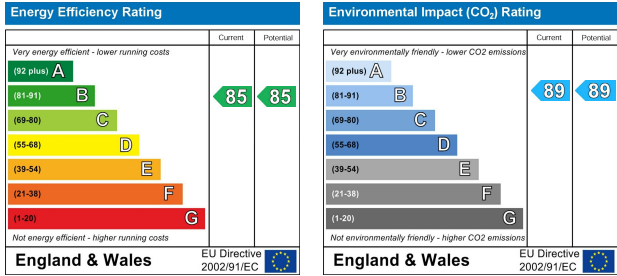 Energy Efficiency Rating
Current Potential
Very energy efficient - lower running costs
(92 plus) A
(81-91) B 85 85
(69-80) C
(55-68) D
(39-54) E
(21-38) F
(1-20) G
Not energy efficient - higher running costs
England & Wales
EU Directive
2002/91/EC
Environmental Impact (CO2) Rating
Current Potential
Very environmentally friendly - lower CO2 emissions
(92 plus) A
(81-91) B 89 89
(69-80) C
(55-68) D
(39-54) E
(21-38) F
(1-20) G
Not environmentally friendly - higher CO2 emissions
England & Wales
EU Directive
2002/91/EC